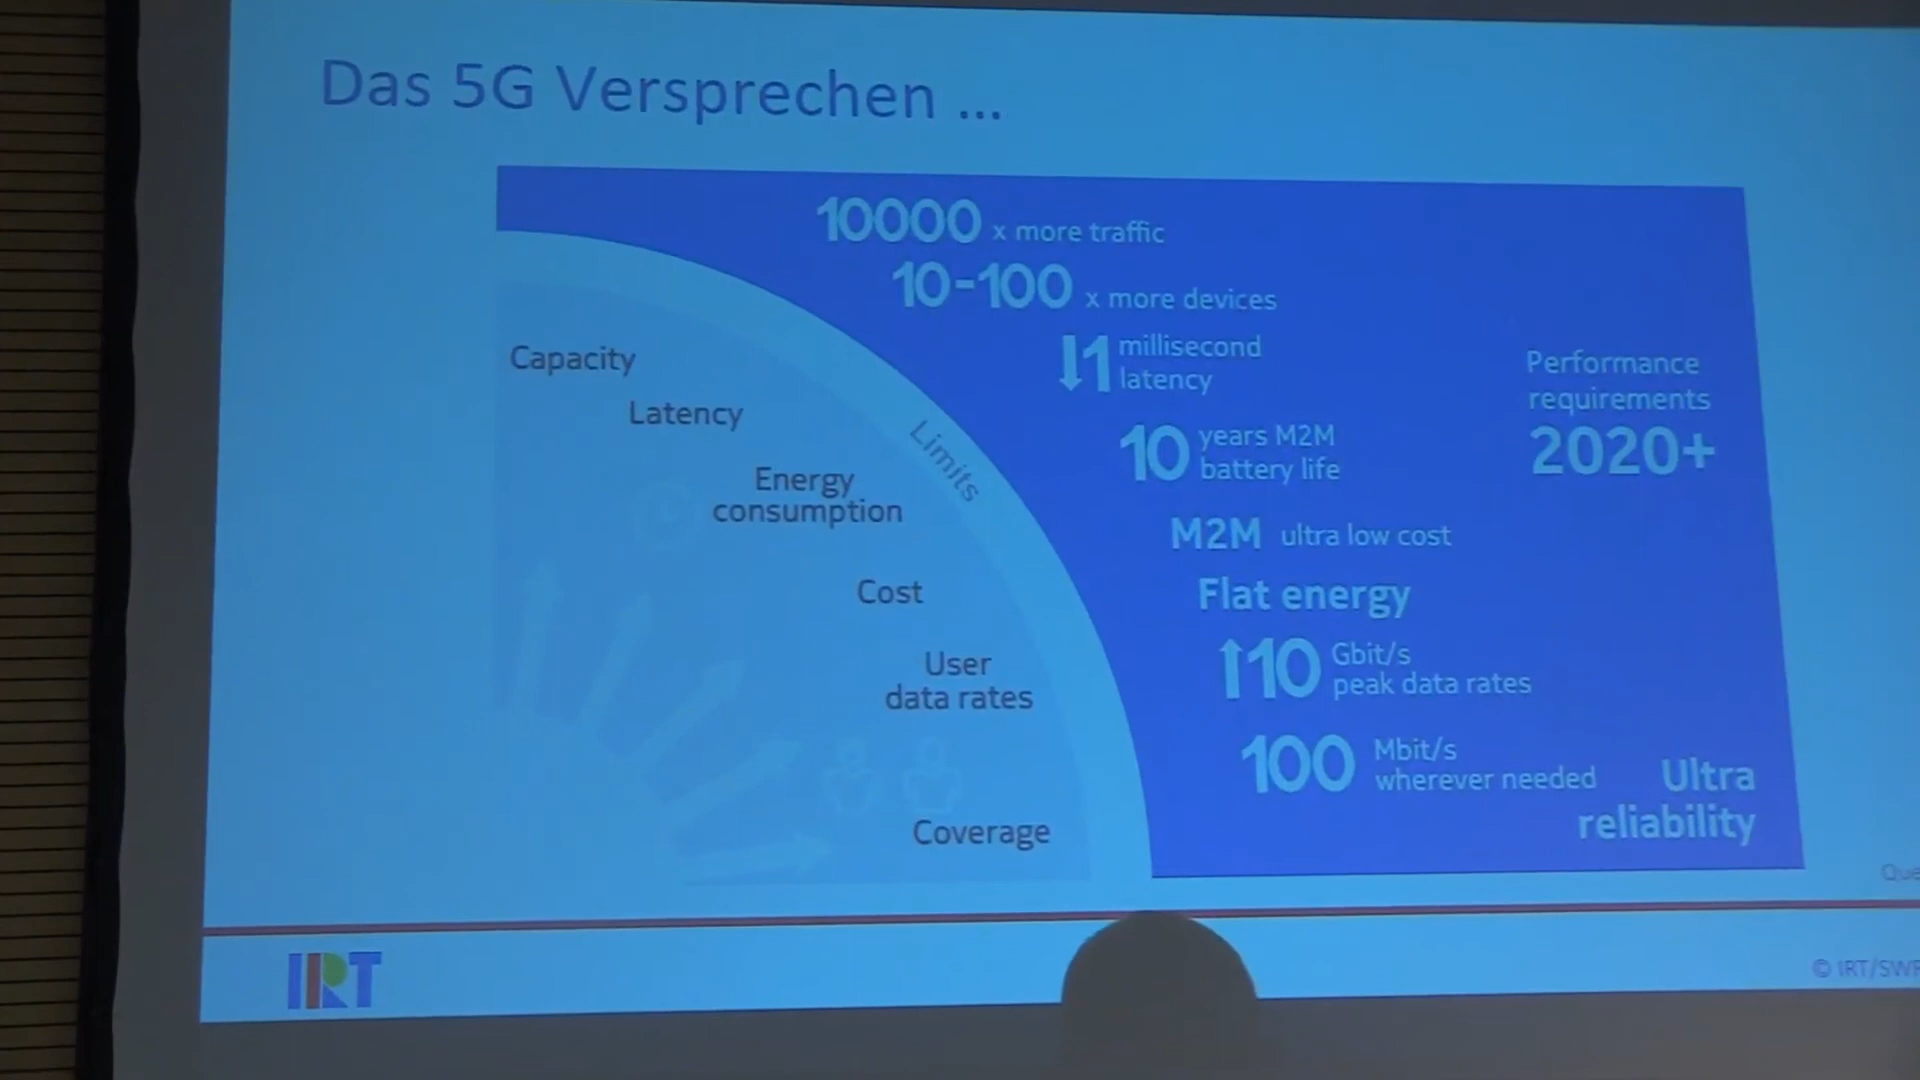 Das 5G Versprechen ...
10000 x more traffic
10-100 x more devices
1 millisecond
latency
10 years M2M
battery life
M2M ultra low cost
Flat energy
10 Gbit/s
peak data rates
100 Mbit/s
wherever needed
Ultra
reliability
Performance
requirements
2020+
Limits
Capacity
Latency
Energy
consumption
Cost
User
data rates
Coverage
IRT
© IRT/SW